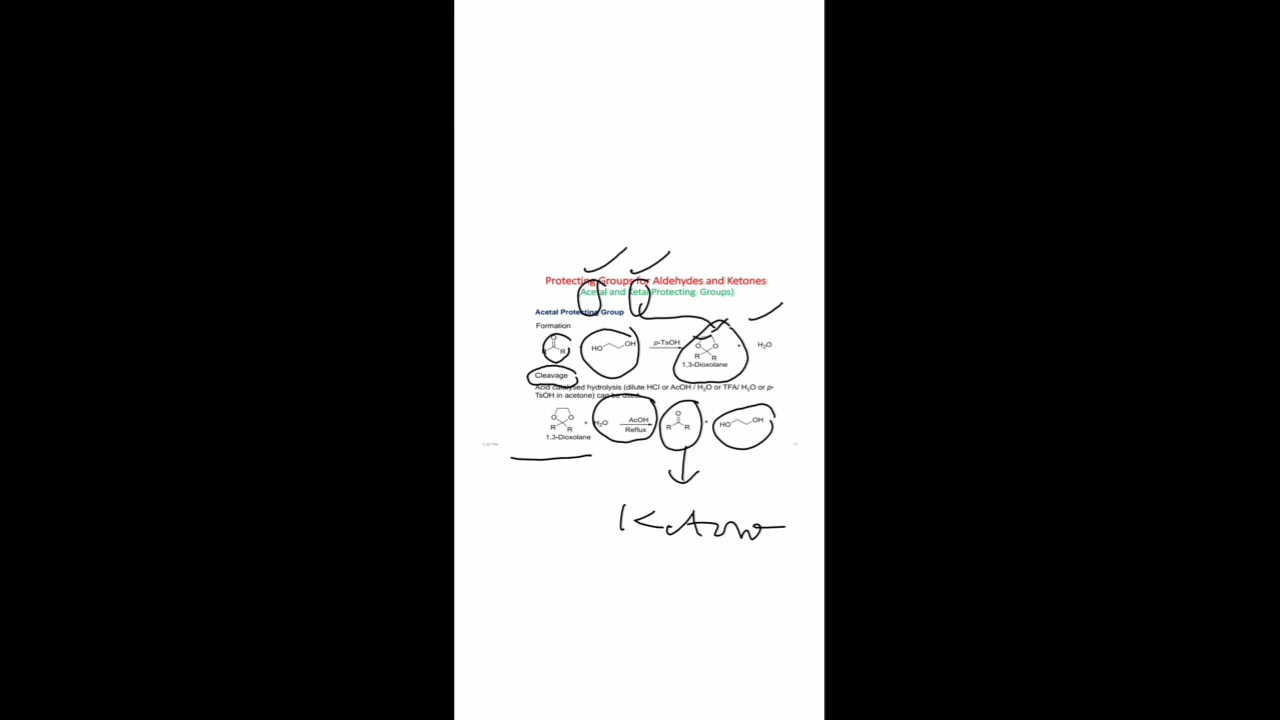 Protecting Groups for Aldehydes and Ketones
(Acetal and Ketal Protecting Groups)
Acetal Protecting Group
Formation
O
R R + HO OH p-TsOH O O R R + H₂O
1,3-Dioxolane
Cleavage
Acid catalysed hydrolysis (dilute HCl or AcOH / H₂O or TFA/ H₂O or p-
TsOH in acetone) can be used.
O O R R + H₂O AcOH Reflux O R R + HO OH
1,3-Dioxolane
Ketone